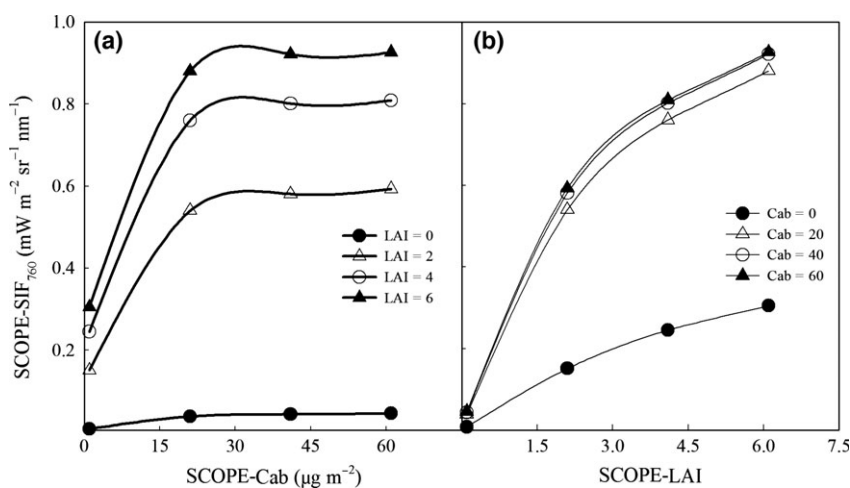 (a)
(b)
1.0
0.8
0.6
0.4
0.2
SCOPE-SIF₇₆₀ (mW m⁻² sr⁻¹ nm⁻¹)
LAI = 0
LAI = 2
LAI = 4
LAI = 6
Cab = 0
Cab = 20
Cab = 40
Cab = 60
0 15 30 45 60
1.5 3.0 4.5 6.0 7.5
SCOPE-Cab (µg m⁻²)
SCOPE-LAI